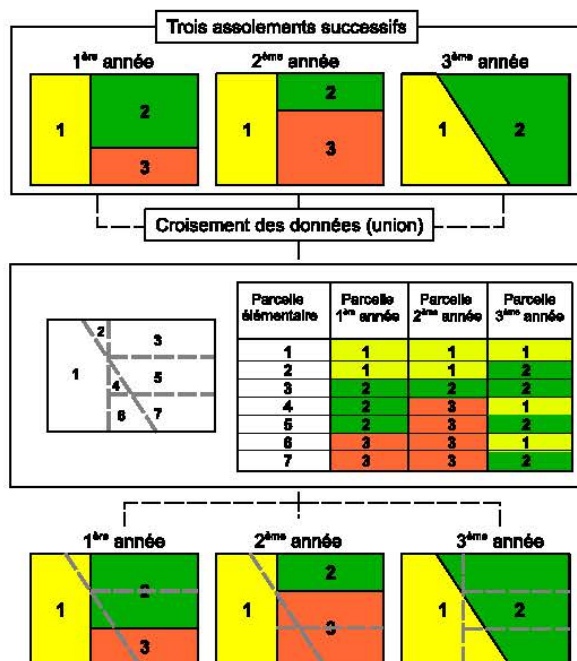 Trois assolements successifs
1ère année 2ème année 3ème année
1 2 3 1 2 3 1 2
Croisement des données (union)
Parcelle élémentaire Parcelle 1ère année Parcelle 2ème année Parcelle 3ème année
1 1 1 1
2 1 1 2
3 2 2 2
4 2 3 1
5 2 3 2
6 3 3 1
7 3 3 2
1 2 3 4 5 6 7
1ère année 2ème année 3ème année
1 2 3 1 2 3 1 2